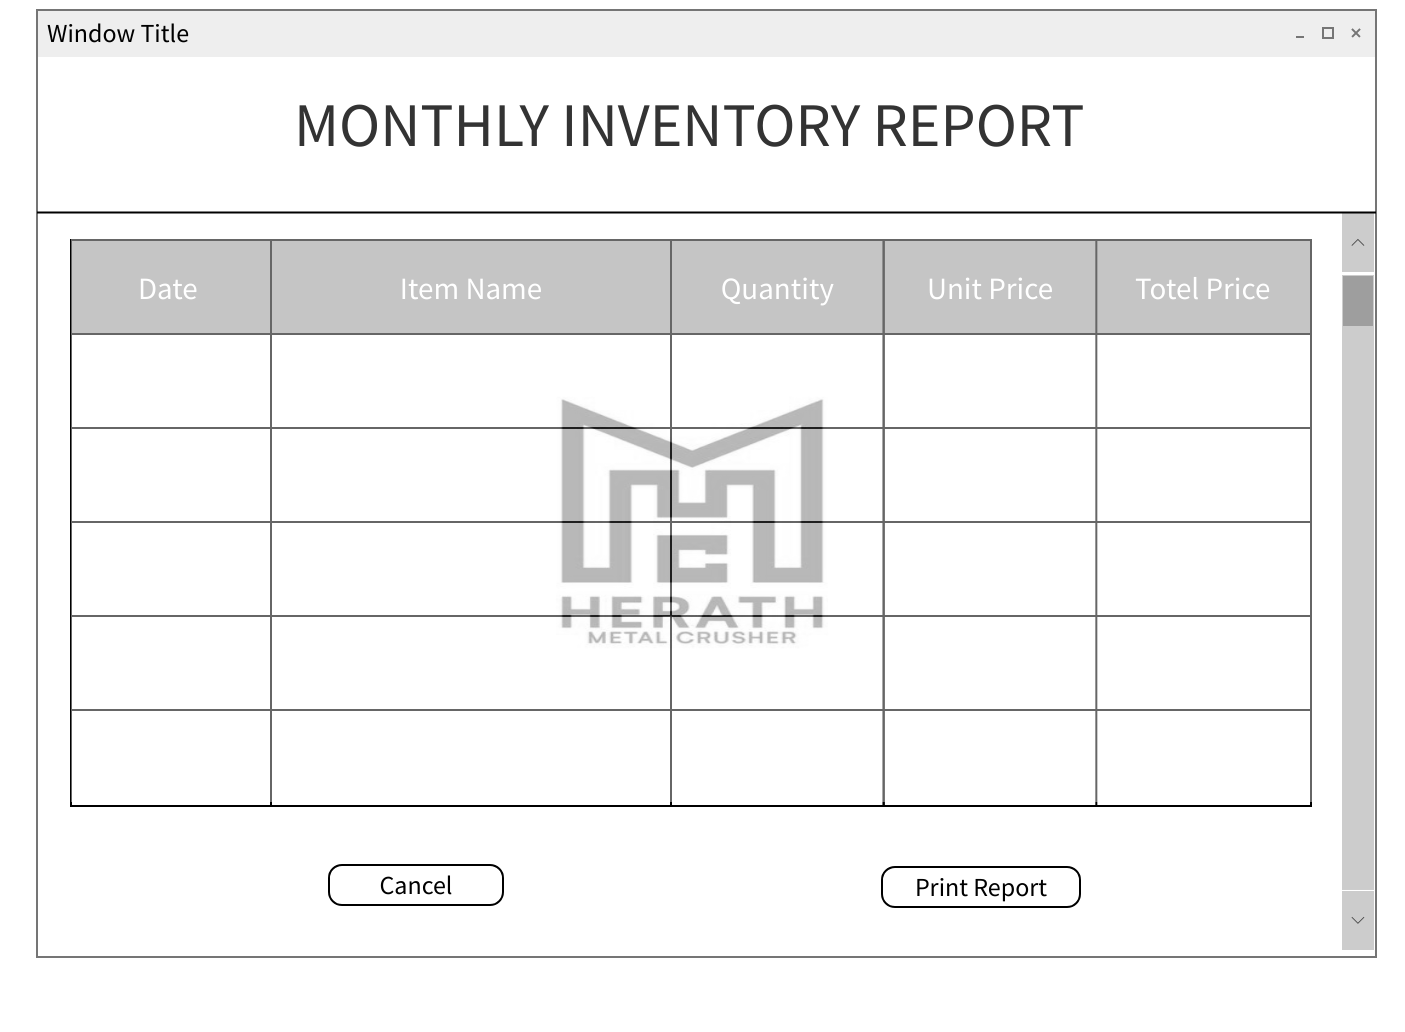 Window Title
MONTHLY INVENTORY REPORT
Date Item Name Quantity Unit Price Totel Price
HERATH
METAL CRUSHER
Cancel Print Report